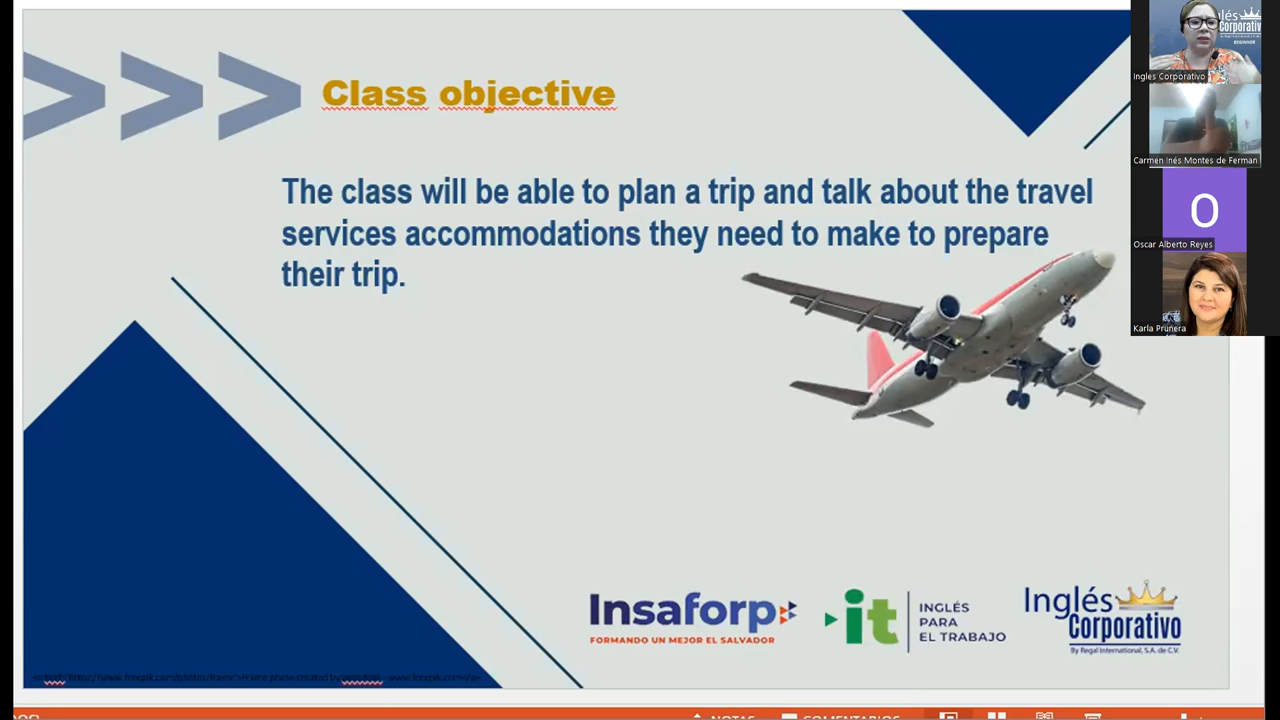 Class objective
The class will be able to plan a trip and talk about the travel
services accommodations they need to make to prepare
their trip.
Insaforp
FORMANDO UN MEJOR EL SALVADOR
it
INGLÉS
PARA
EL TRABAJO
Inglés
Corporativo
By Regal International, S.A. de C.V.
Ingles Corporativo
Carmen Inés Montes de Ferman
O
Oscar Alberto Reyes
Karla Prunera
NOTAS
COMENTARIOS